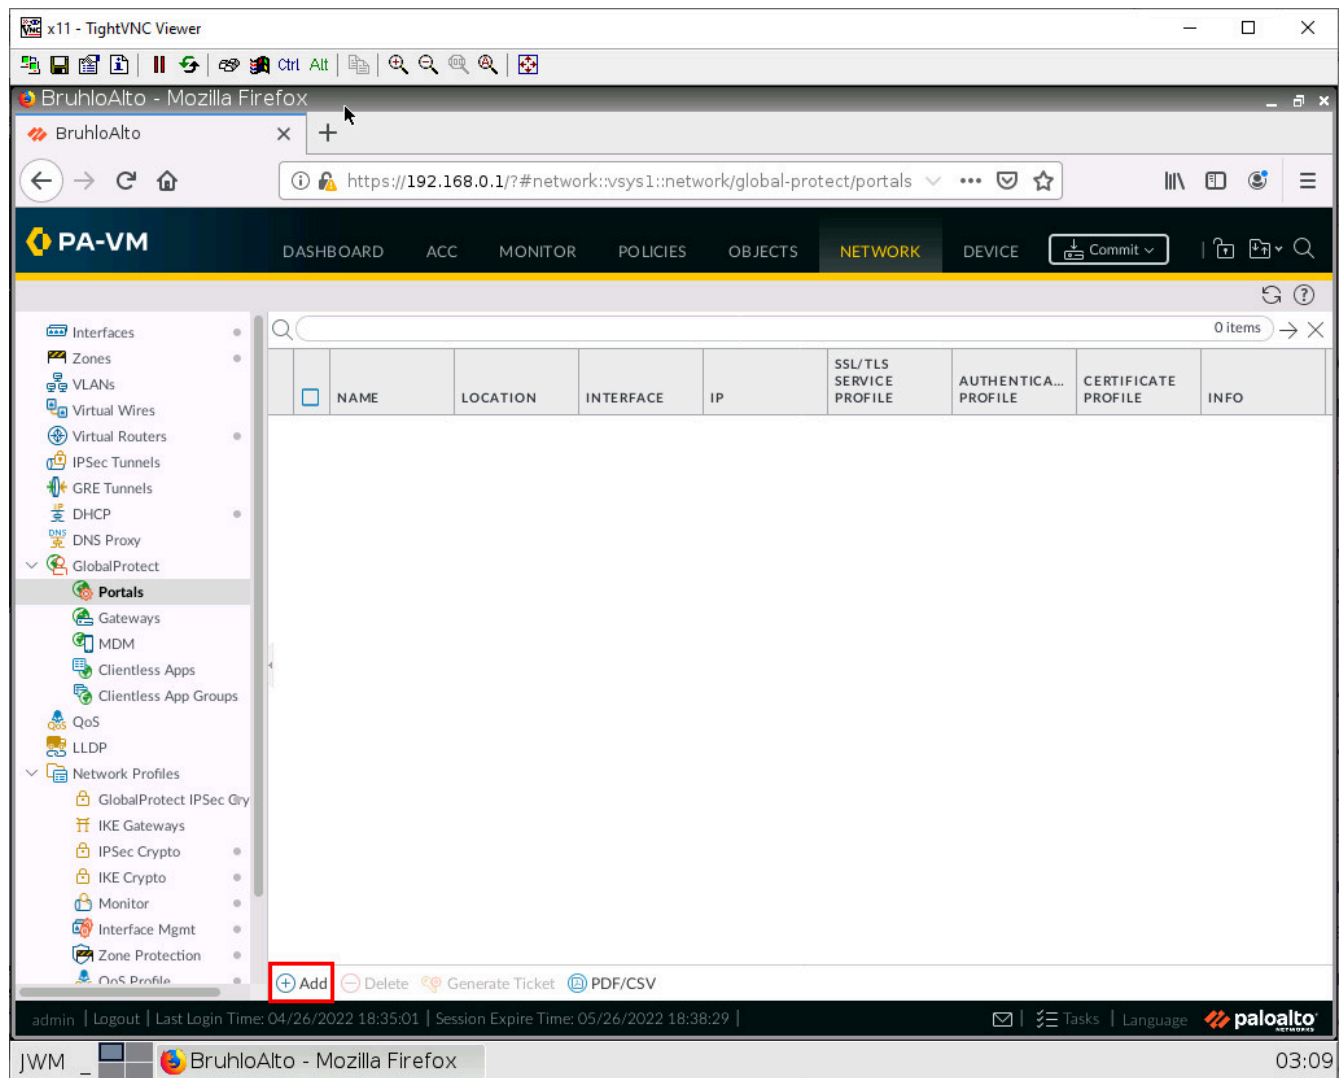 x11 - TightVNC Viewer
Ctrl Alt
BruhloAlto - Mozilla Firefox
BruhloAlto
https://192.168.0.1/?#network::vsys1::network/global-protect/portals
PA-VM
DASHBOARD ACC MONITOR POLICIES OBJECTS NETWORK DEVICE Commit
Interfaces
Zones
VLANs
Virtual Wires
Virtual Routers
IPSec Tunnels
GRE Tunnels
DHCP
DNS Proxy
GlobalProtect
Portals
Gateways
MDM
Clientless Apps
Clientless App Groups
QoS
LLDP
Network Profiles
GlobalProtect IPSec Cry
IKE Gateways
IPSec Crypto
IKE Crypto
Monitor
Interface Mgmt
Zone Protection
QoS Profile
0 items
NAME LOCATION INTERFACE IP SSL/TLS SERVICE PROFILE AUTHENTICA... PROFILE CERTIFICATE PROFILE INFO
Add Delete Generate Ticket PDF/CSV
admin | Logout | Last Login Time: 04/26/2022 18:35:01 | Session Expire Time: 05/26/2022 18:38:29 | Tasks | Language paloalto NETWORKS
JWM _ BruhloAlto - Mozilla Firefox 03:09